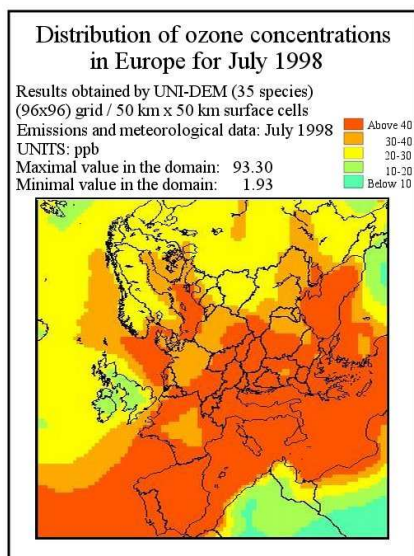 Distribution of ozone concentrations
in Europe for July 1998
Results obtained by UNI-DEM (35 species)
(96x96) grid / 50 km x 50 km surface cells
Emissions and meteorological data: July 1998
UNITS: ppb
Maximal value in the domain: 93.30
Minimal value in the domain: 1.93
Above 40
30-40
20-30
10-20
Below 10